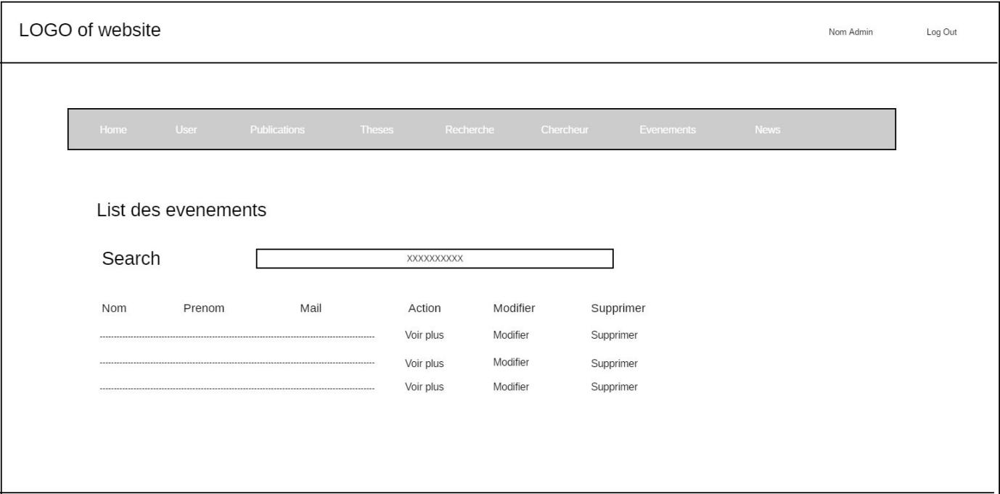 LOGO of website Nom Admin Log Out
Home User Publications Theses Recherche Chercheur Evenements News
List des evenements
Search XXXXXXXXXX
Nom Prenom Mail Action Modifier Supprimer
Voir plus Modifier Supprimer
Voir plus Modifier Supprimer
Voir plus Modifier Supprimer